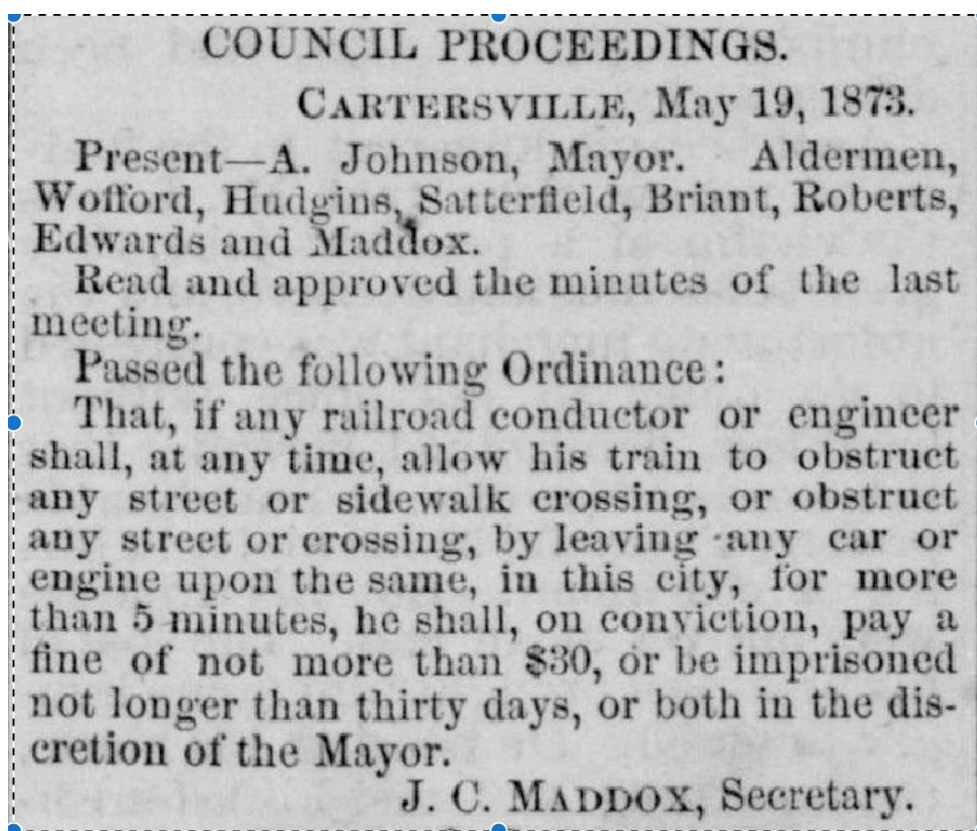 COUNCIL PROCEEDINGS.
CARTERSVILLE, May 19, 1873.
Present—A. Johnson, Mayor. Aldermen,
Wofford, Hudgins, Satterfield, Briant, Roberts,
Edwards and Maddox.
Read and approved the minutes of the last
meeting.
Passed the following Ordinance:
That, if any railroad conductor or engineer
shall, at any time, allow his train to obstruct
any street or sidewalk crossing, or obstruct
any street or crossing, by leaving any car or
engine upon the same, in this city, for more
than 5 minutes, he shall, on conviction, pay a
fine of not more than $30, or be imprisoned
not longer than thirty days, or both in the dis-
cretion of the Mayor.
J. C. MADDOX, Secretary.